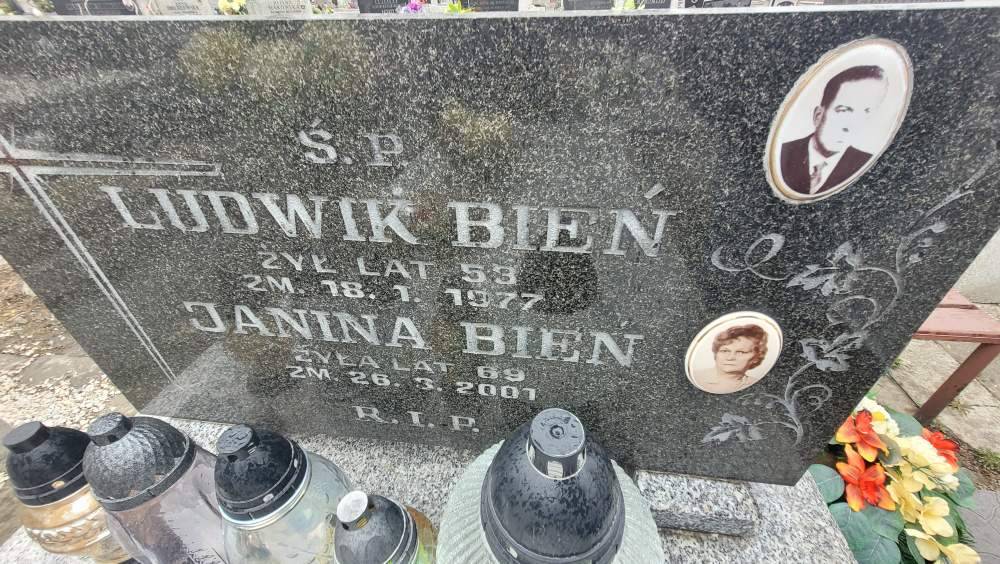 Ś. P.
LUDWIK BIEŃ
ŻYŁ LAT 53
ZM. 18. 1. 1977
JANINA BIEŃ
ŻYŁA LAT 69
ZM. 26. 3. 2001
R. I. P.